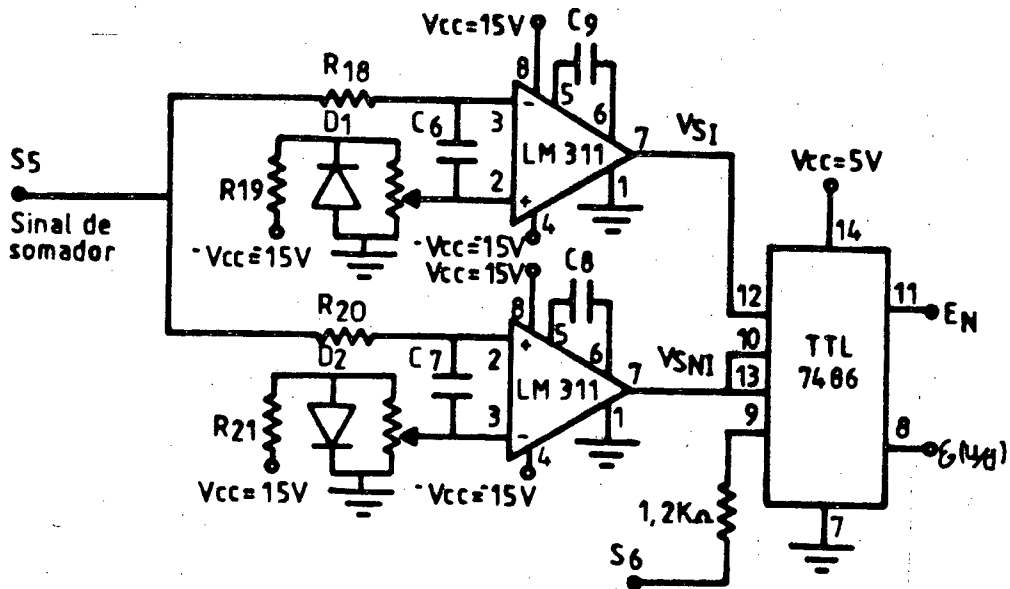 Vcc=15V
C9
R18
8
5
D1
C6
3
-
6
7
VSI
LM 311
Vcc=5V
S5
R19
2
+
1
14
Sinal de
somador
-Vcc=15V
4
-Vcc=-15V
Vcc=15V
C8
12
11
EN
R20
8
5
10
TTL
7486
D2
C7
2
+
6
7
VSNI
13
LM 311
9
8
R21
3
-
1
4
Vcc=15V
-Vcc=-15V
1,2KΩ
7
S6